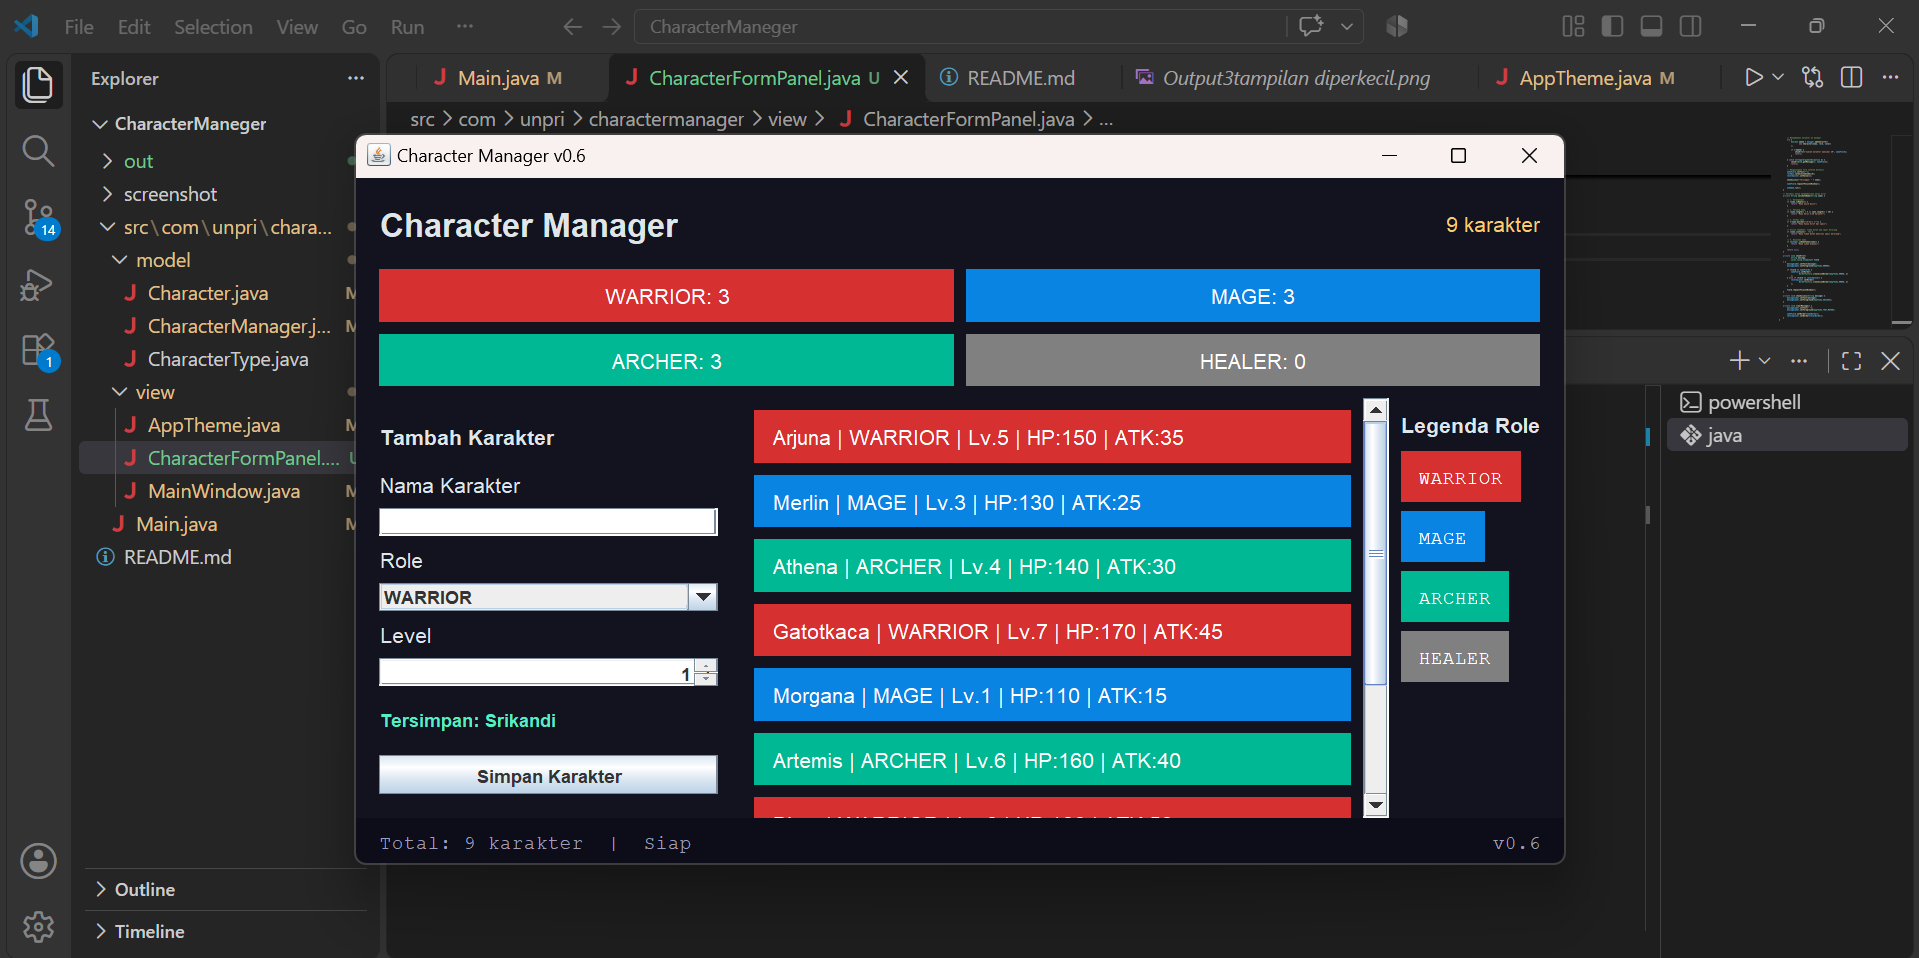 File Edit Selection View Go Run ...
CharacterManeger
Explorer ...
CharacterManeger
out
screenshot
src\com\unpri\chara...
model
Character.java M
CharacterManager.j... M
CharacterType.java
view
AppTheme.java M
CharacterFormPanel.... U
MainWindow.java M
Main.java M
README.md
14
1
Outline
Timeline
Main.java M
CharacterFormPanel.java U
README.md
Output3tampilan diperkecil.png
AppTheme.java M
src > com > unpri > charactermanager > view > CharacterFormPanel.java > ...
powershell
java
Character Manager v0.6
Character Manager
9 karakter
WARRIOR: 3
MAGE: 3
ARCHER: 3
HEALER: 0
Tambah Karakter
Nama Karakter
Role
WARRIOR
Level
1
Tersimpan: Srikandi
Simpan Karakter
Arjuna | WARRIOR | Lv.5 | HP:150 | ATK:35
Merlin | MAGE | Lv.3 | HP:130 | ATK:25
Athena | ARCHER | Lv.4 | HP:140 | ATK:30
Gatotkaca | WARRIOR | Lv.7 | HP:170 | ATK:45
Morgana | MAGE | Lv.1 | HP:110 | ATK:15
Artemis | ARCHER | Lv.6 | HP:160 | ATK:40
Legenda Role
WARRIOR
MAGE
ARCHER
HEALER
Total: 9 karakter | Siap
v0.6